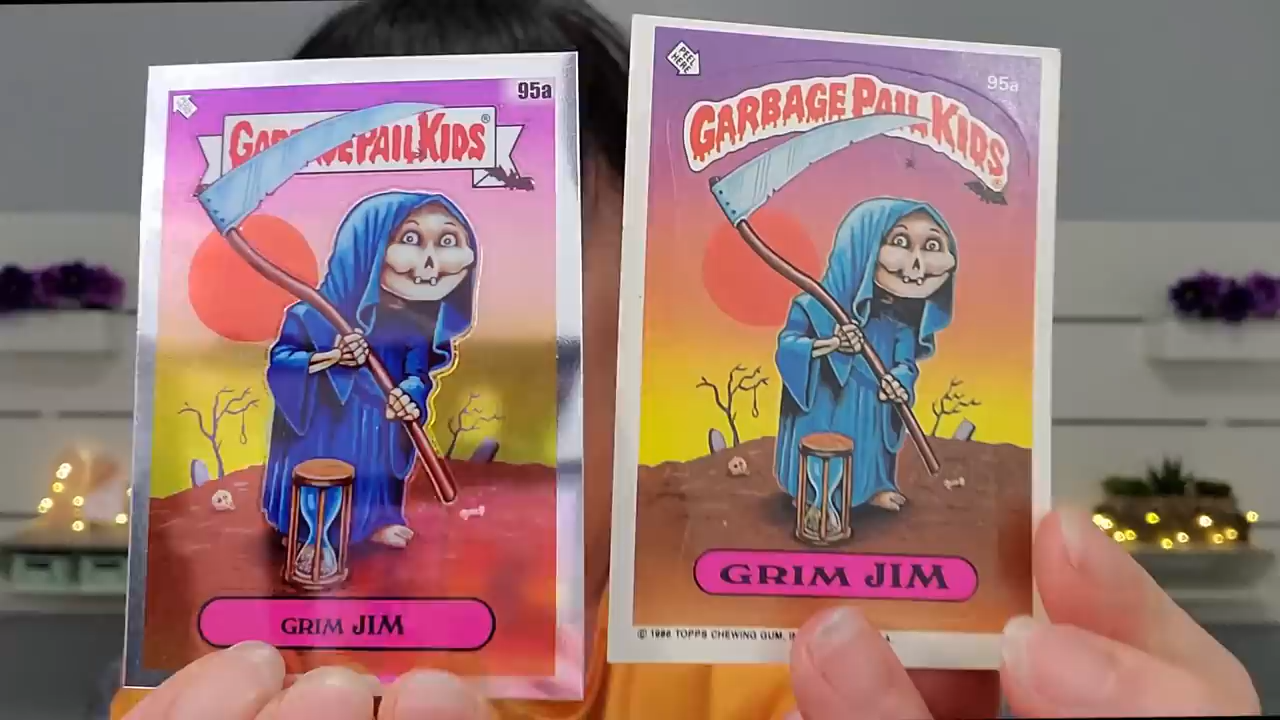 95a
GARBAGE PAIL KIDS®
GRIM JIM
PEEL HERE
95a
GARBAGE PAIL KIDS
GRIM JIM
© 1986 TOPPS CHEWING GUM,